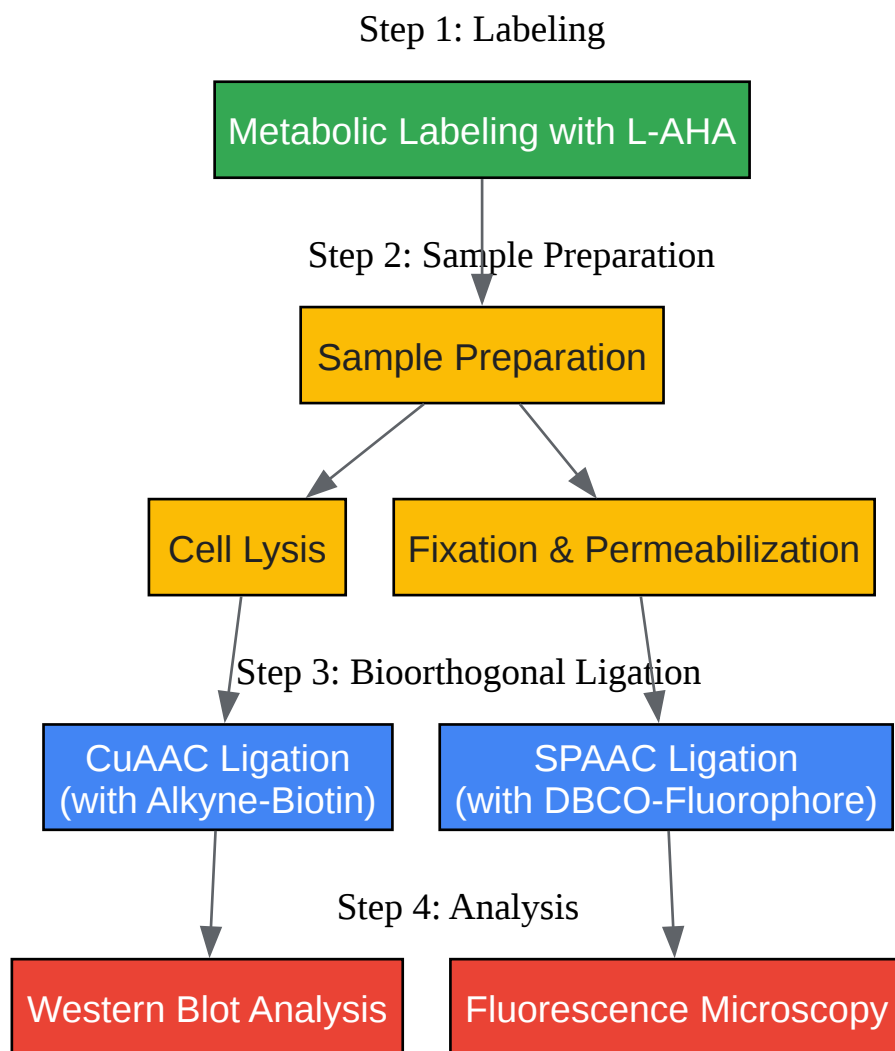 Step 1: Labeling
Metabolic Labeling with L-AHA
Step 2: Sample Preparation
Sample Preparation
Cell Lysis
Fixation & Permeabilization
Step 3: Bioorthogonal Ligation
CuAAC Ligation
(with Alkyne-Biotin)
SPAAC Ligation
(with DBCO-Fluorophore)
Step 4: Analysis
Western Blot Analysis
Fluorescence Microscopy